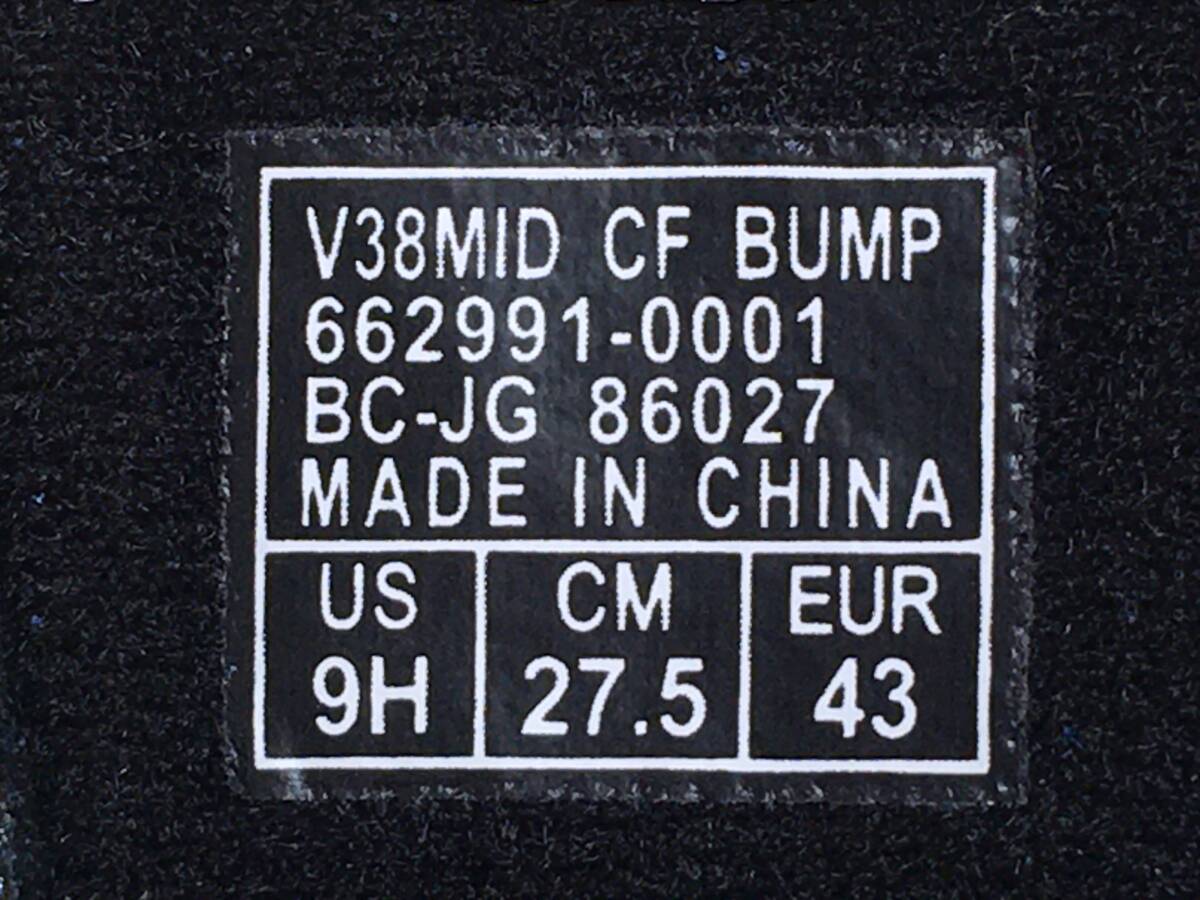 V38MID CF BUMP
662991-0001
BC-JG 86027
MADE IN CHINA
US CM EUR
9H 27.5 43